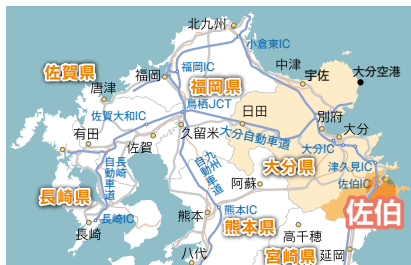 北九州
小倉東IC
佐賀県
福岡
福岡IC
中津
宇佐
大分空港
唐津
福岡県
鳥栖JCT
日田
別府
佐賀大和IC
久留米
大分自動車道
大分
有田
佐賀
大分IC
長崎自動車道
九州自動車道
大分県
津久見IC
佐伯IC
阿蘇
長崎県
佐伯
長崎IC
熊本
熊本IC
長崎
熊本県
高千穂
八代
宮崎県
延岡